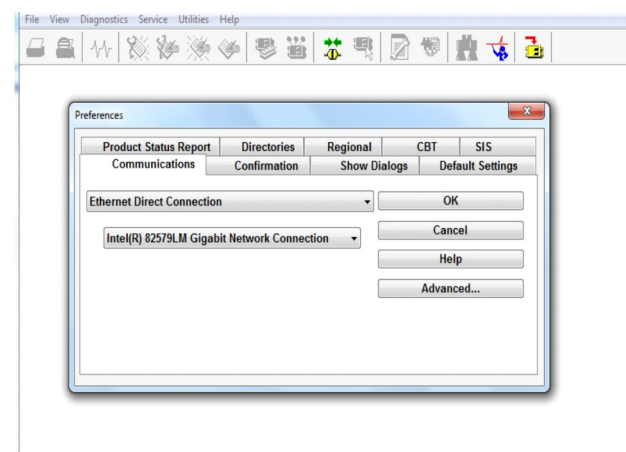 File View Diagnostics Service Utilities Help
Preferences
Product Status Report Directories Regional CBT SIS
Communications Confirmation Show Dialogs Default Settings
Ethernet Direct Connection OK
Intel(R) 82579LM Gigabit Network Connection Cancel
Help
Advanced...